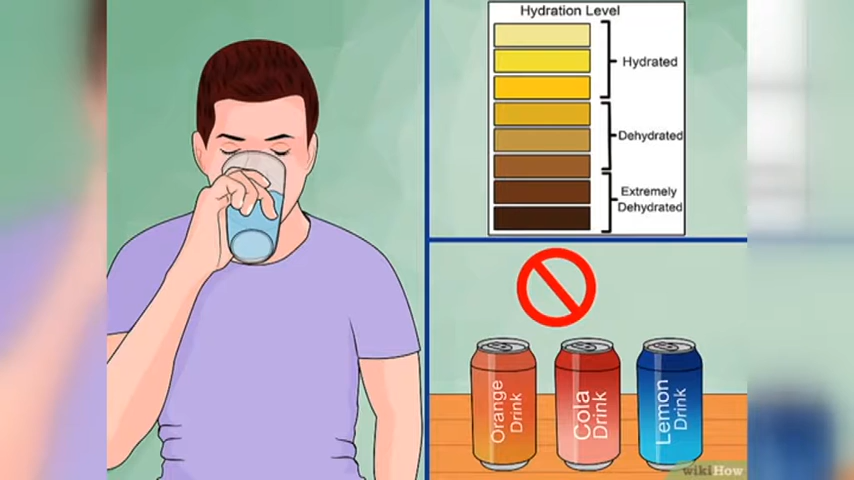 Hydration Level
Hydrated
Dehydrated
Extremely
Dehydrated
Orange
Drink
Cola
Drink
Lemon
Drink
wikiHow